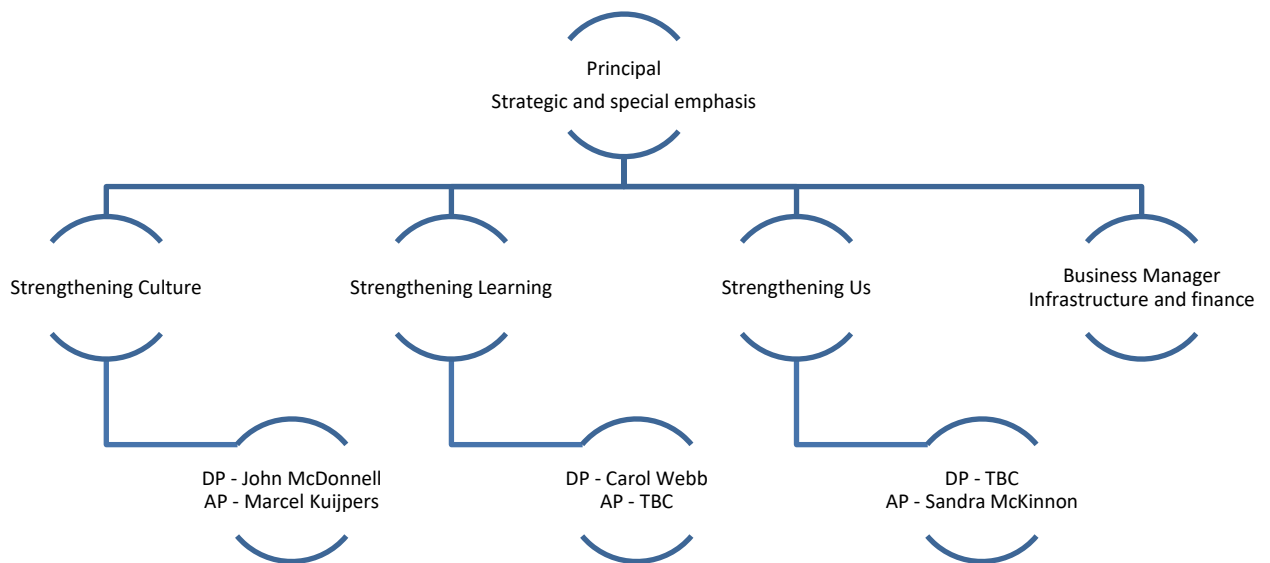 Principal
Strategic and special emphasis
Strengthening Culture
Strengthening Learning
Strengthening Us
Business Manager
Infrastructure and finance
DP - John McDonnell
AP - Marcel Kuijpers
DP - Carol Webb
AP - TBC
DP - TBC
AP - Sandra McKinnon